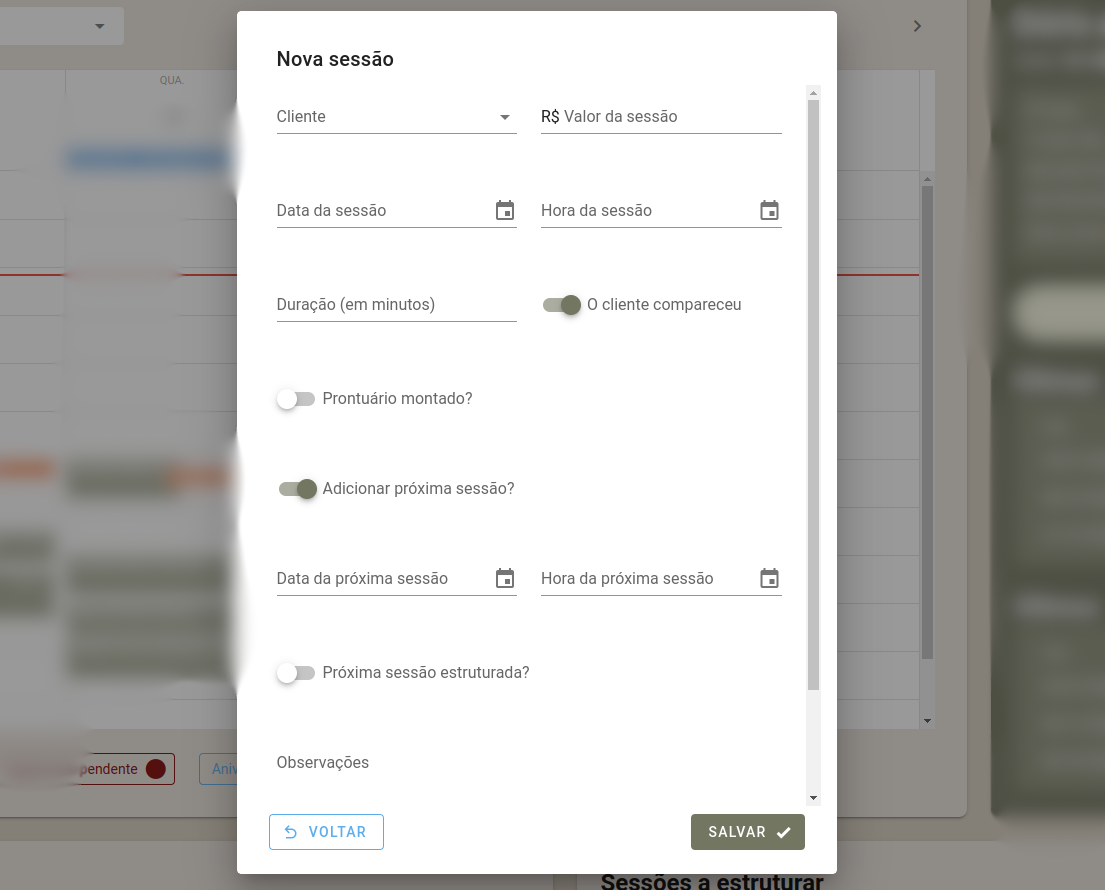 QUA.
Nova sessão
Cliente
R$ Valor da sessão
Data da sessão
Hora da sessão
Duração (em minutos)
O cliente compareceu
Prontuário montado?
Adicionar próxima sessão?
Data da próxima sessão
Hora da próxima sessão
Próxima sessão estruturada?
Observações
VOLTAR
SALVAR
Sessões a estruturar